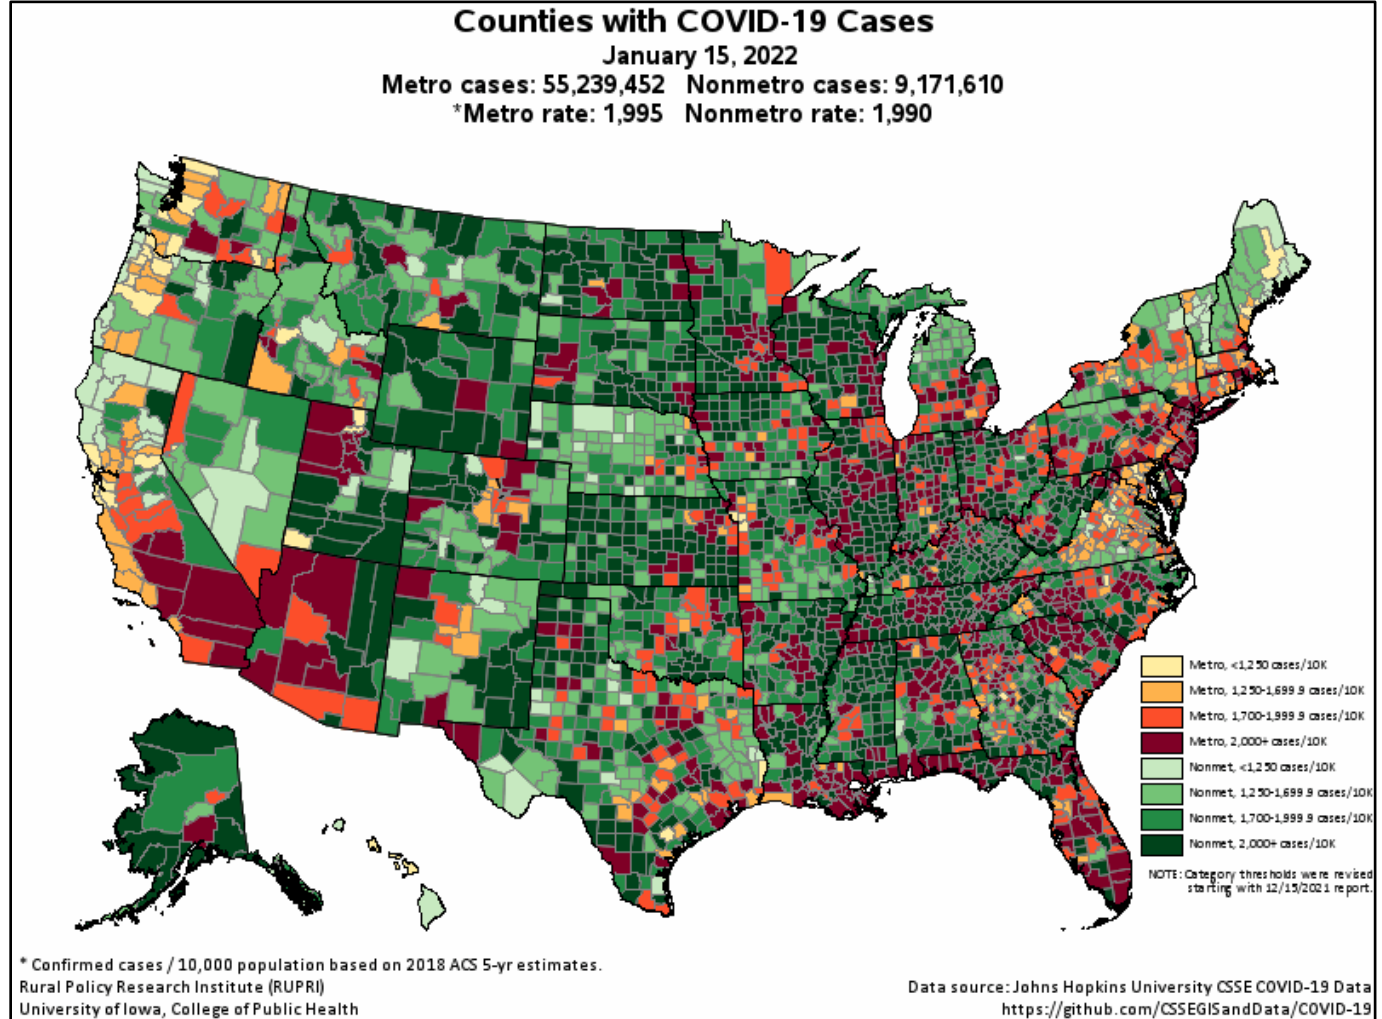 Counties with COVID-19 Cases
January 15, 2022
Metro cases: 55,239,452 Nonmetro cases: 9,171,610
*Metro rate: 1,995 Nonmetro rate: 1,990
Metro, <1,250 cases/10K
Metro, 1,250-1,699.9 cases/10K
Metro, 1,700-1,999.9 cases/10K
Metro, 2,000+ cases/10K
Nonmet, <1,250 cases/10K
Nonmet, 1,250-1,699.9 cases/10K
Nonmet, 1,700-1,999.9 cases/10K
Nonmet, 2,000+ cases/10K
NOTE: Category thresholds were revised
starting with 12/15/2021 report.
* Confirmed cases / 10,000 population based on 2018 ACS 5-yr estimates.
Rural Policy Research Institute (RUPRI)
University of Iowa, College of Public Health
Data source: Johns Hopkins University CSSE COVID-19 Data
https://github.com/CSSEGISandData/COVID-19